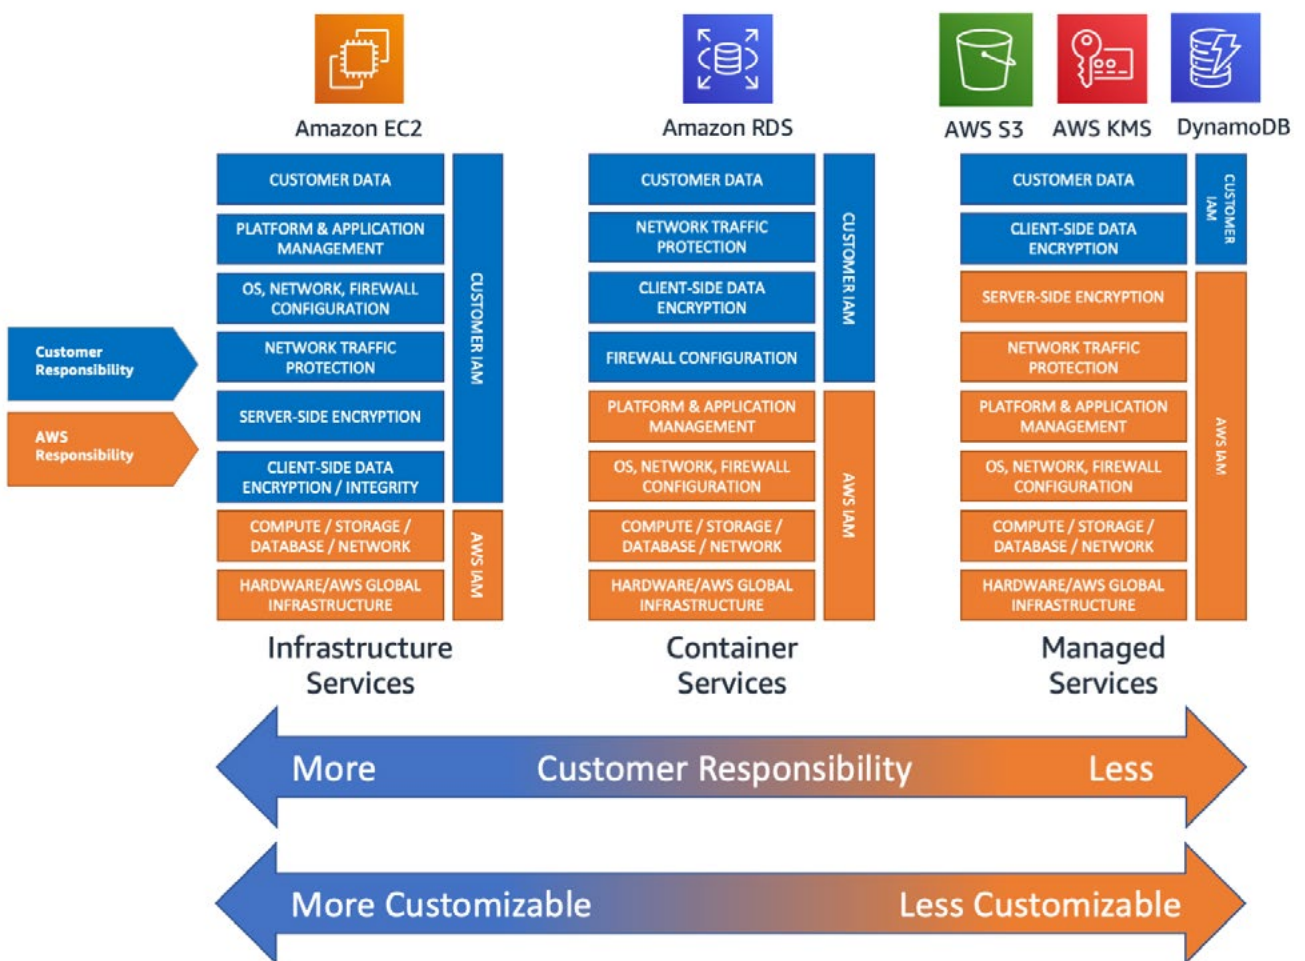 Amazon EC2
Amazon RDS
AWS S3
AWS KMS
DynamoDB
Customer
Responsibility
AWS
Responsibility
CUSTOMER DATA
PLATFORM & APPLICATION
MANAGEMENT
OS, NETWORK, FIREWALL
CONFIGURATION
NETWORK TRAFFIC
PROTECTION
SERVER-SIDE ENCRYPTION
CLIENT-SIDE DATA
ENCRYPTION / INTEGRITY
COMPUTE / STORAGE /
DATABASE / NETWORK
HARDWARE/AWS GLOBAL
INFRASTRUCTURE
CUSTOMER IAM
AWS IAM
Infrastructure
Services
CUSTOMER DATA
NETWORK TRAFFIC
PROTECTION
CLIENT-SIDE DATA
ENCRYPTION
FIREWALL CONFIGURATION
PLATFORM & APPLICATION
MANAGEMENT
OS, NETWORK, FIREWALL
CONFIGURATION
COMPUTE / STORAGE /
DATABASE / NETWORK
HARDWARE/AWS GLOBAL
INFRASTRUCTURE
CUSTOMER IAM
AWS IAM
Container
Services
CUSTOMER DATA
CLIENT-SIDE DATA
ENCRYPTION
SERVER-SIDE ENCRYPTION
NETWORK TRAFFIC
PROTECTION
PLATFORM & APPLICATION
MANAGEMENT
OS, NETWORK, FIREWALL
CONFIGURATION
COMPUTE / STORAGE /
DATABASE / NETWORK
HARDWARE/AWS GLOBAL
INFRASTRUCTURE
CUSTOMER
IAM
AWS IAM
Managed
Services
More Customer Responsibility Less
More Customizable Less Customizable